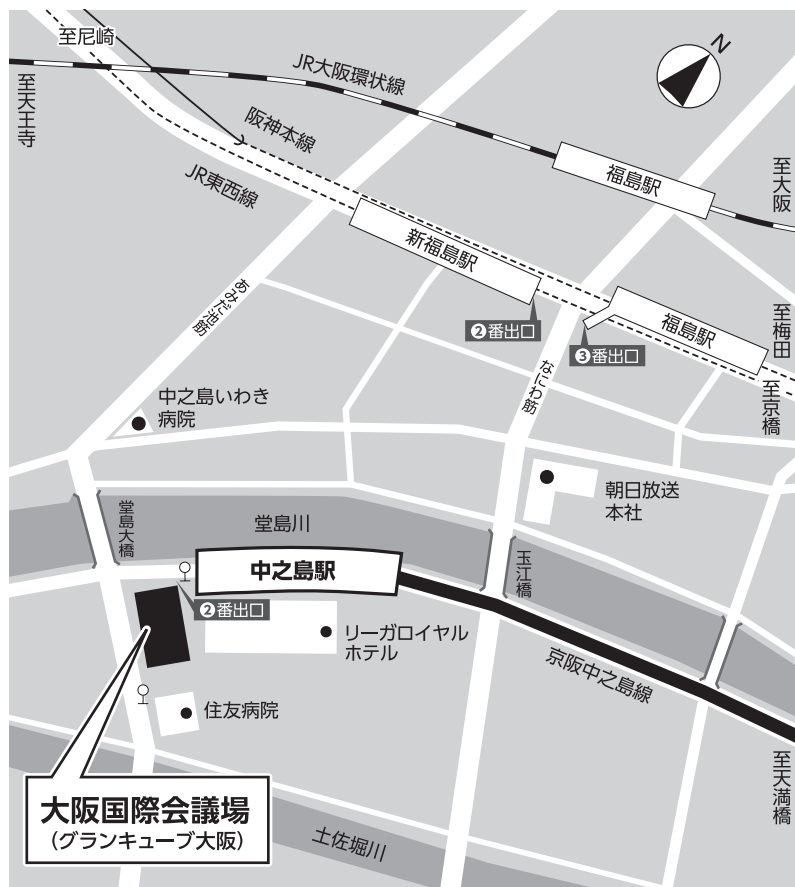 至尼崎
N
JR大阪環状線
至天王寺
阪神本線
JR東西線
福島駅
至大阪
新福島駅
あみだ池筋
❷番出口
福島駅
至梅田
❸番出口
なにわ筋
至京橋
中之島いわき
病院
朝日放送
本社
堂島大橋
堂島川
玉江橋
中之島駅
❷番出口
リーガロイヤル
ホテル
京阪中之島線
住友病院
至天満橋
大阪国際会議場
（グランキューブ大阪）
土佐堀川